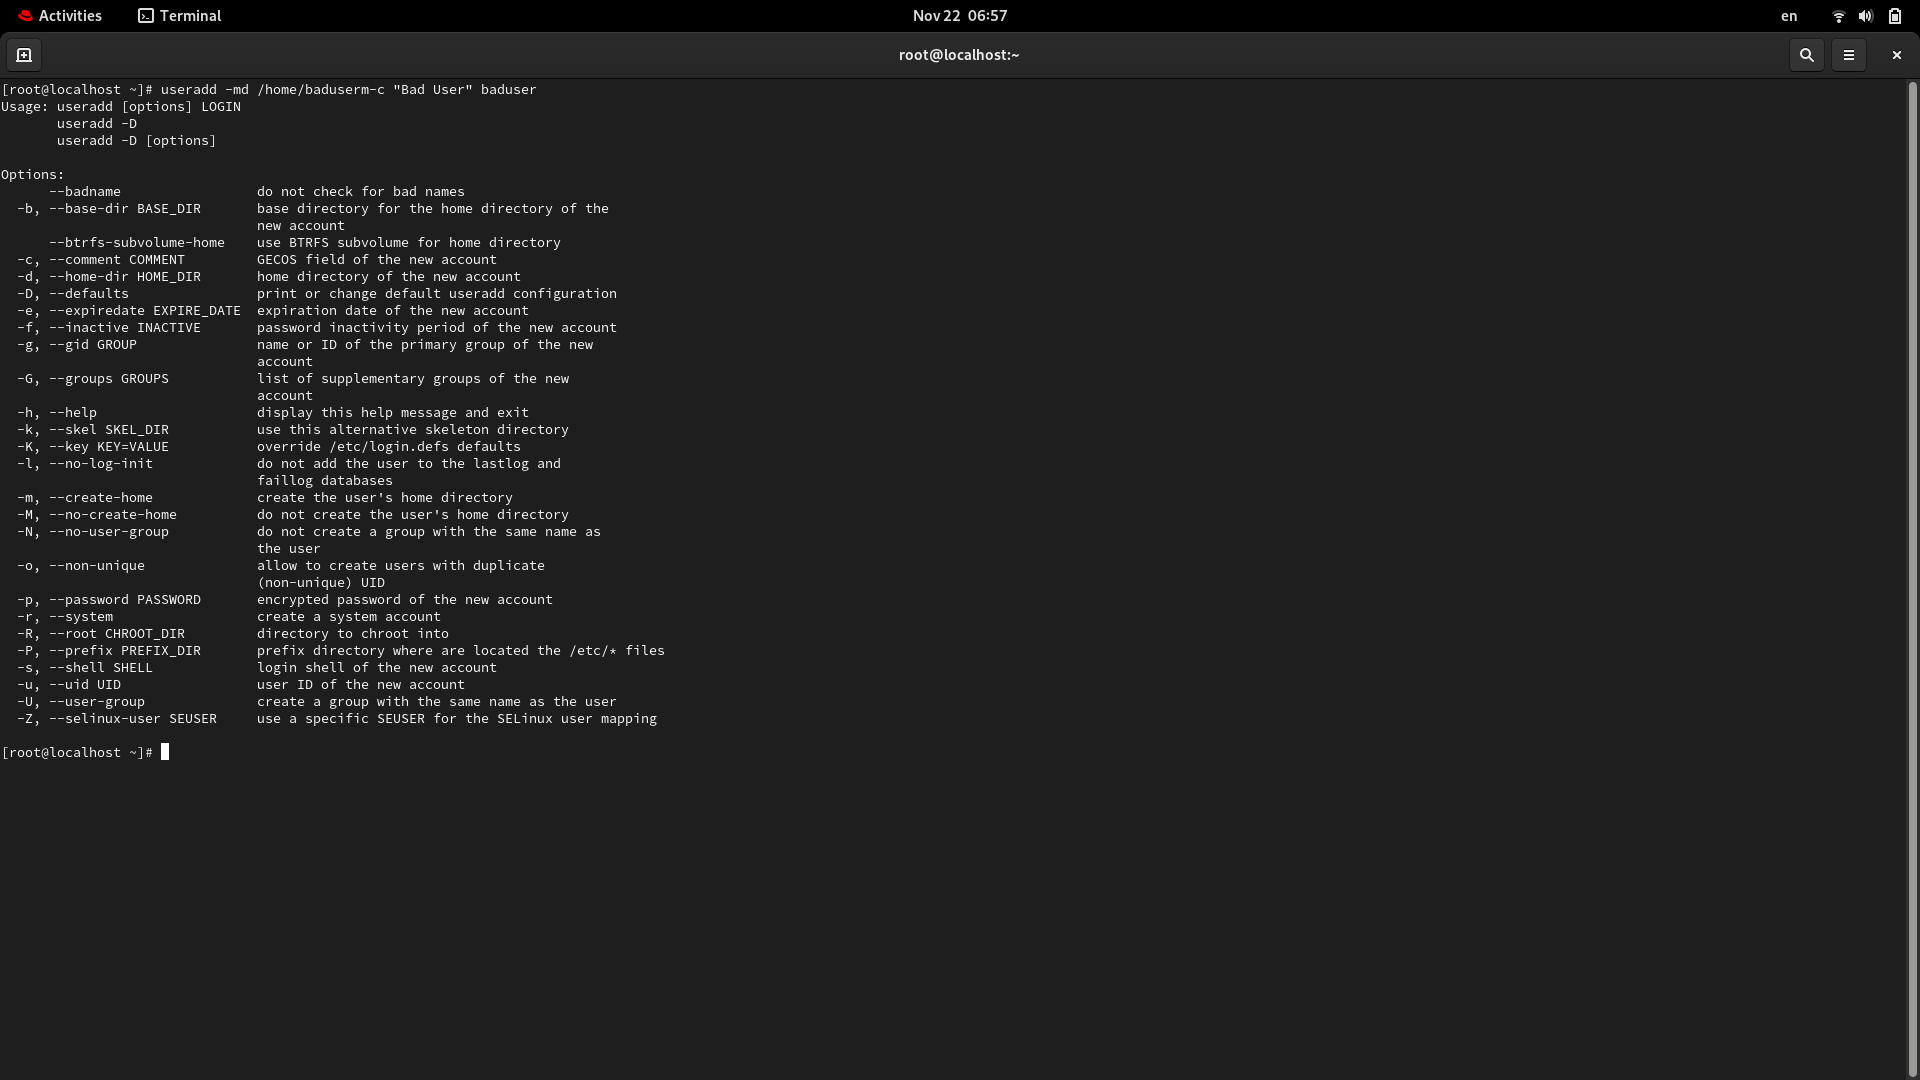 Activities
Terminal
Nov 22 06:57
en
root@localhost:~
[root@localhost ~]# useradd -md /home/baduserm-c "Bad User" baduser
Usage: useradd [options] LOGIN
       useradd -D
       useradd -D [options]

Options:
      --badname                 do not check for bad names
  -b, --base-dir BASE_DIR       base directory for the home directory of the
                                new account
      --btrfs-subvolume-home    use BTRFS subvolume for home directory
  -c, --comment COMMENT         GECOS field of the new account
  -d, --home-dir HOME_DIR       home directory of the new account
  -D, --defaults                print or change default useradd configuration
  -e, --expiredate EXPIRE_DATE  expiration date of the new account
  -f, --inactive INACTIVE       password inactivity period of the new account
  -g, --gid GROUP               name or ID of the primary group of the new
                                account
  -G, --groups GROUPS           list of supplementary groups of the new
                                account
  -h, --help                    display this help message and exit
  -k, --skel SKEL_DIR           use this alternative skeleton directory
  -K, --key KEY=VALUE           override /etc/login.defs defaults
  -l, --no-log-init             do not add the user to the lastlog and
                                faillog databases
  -m, --create-home             create the user's home directory
  -M, --no-create-home          do not create the user's home directory
  -N, --no-user-group           do not create a group with the same name as
                                the user
  -o, --non-unique              allow to create users with duplicate
                                (non-unique) UID
  -p, --password PASSWORD       encrypted password of the new account
  -r, --system                  create a system account
  -R, --root CHROOT_DIR         directory to chroot into
  -P, --prefix PREFIX_DIR       prefix directory where are located the /etc/* files
  -s, --shell SHELL             login shell of the new account
  -u, --uid UID                 user ID of the new account
  -U, --user-group              create a group with the same name as the user
  -Z, --selinux-user SEUSER     use a specific SEUSER for the SELinux user mapping

[root@localhost ~]#